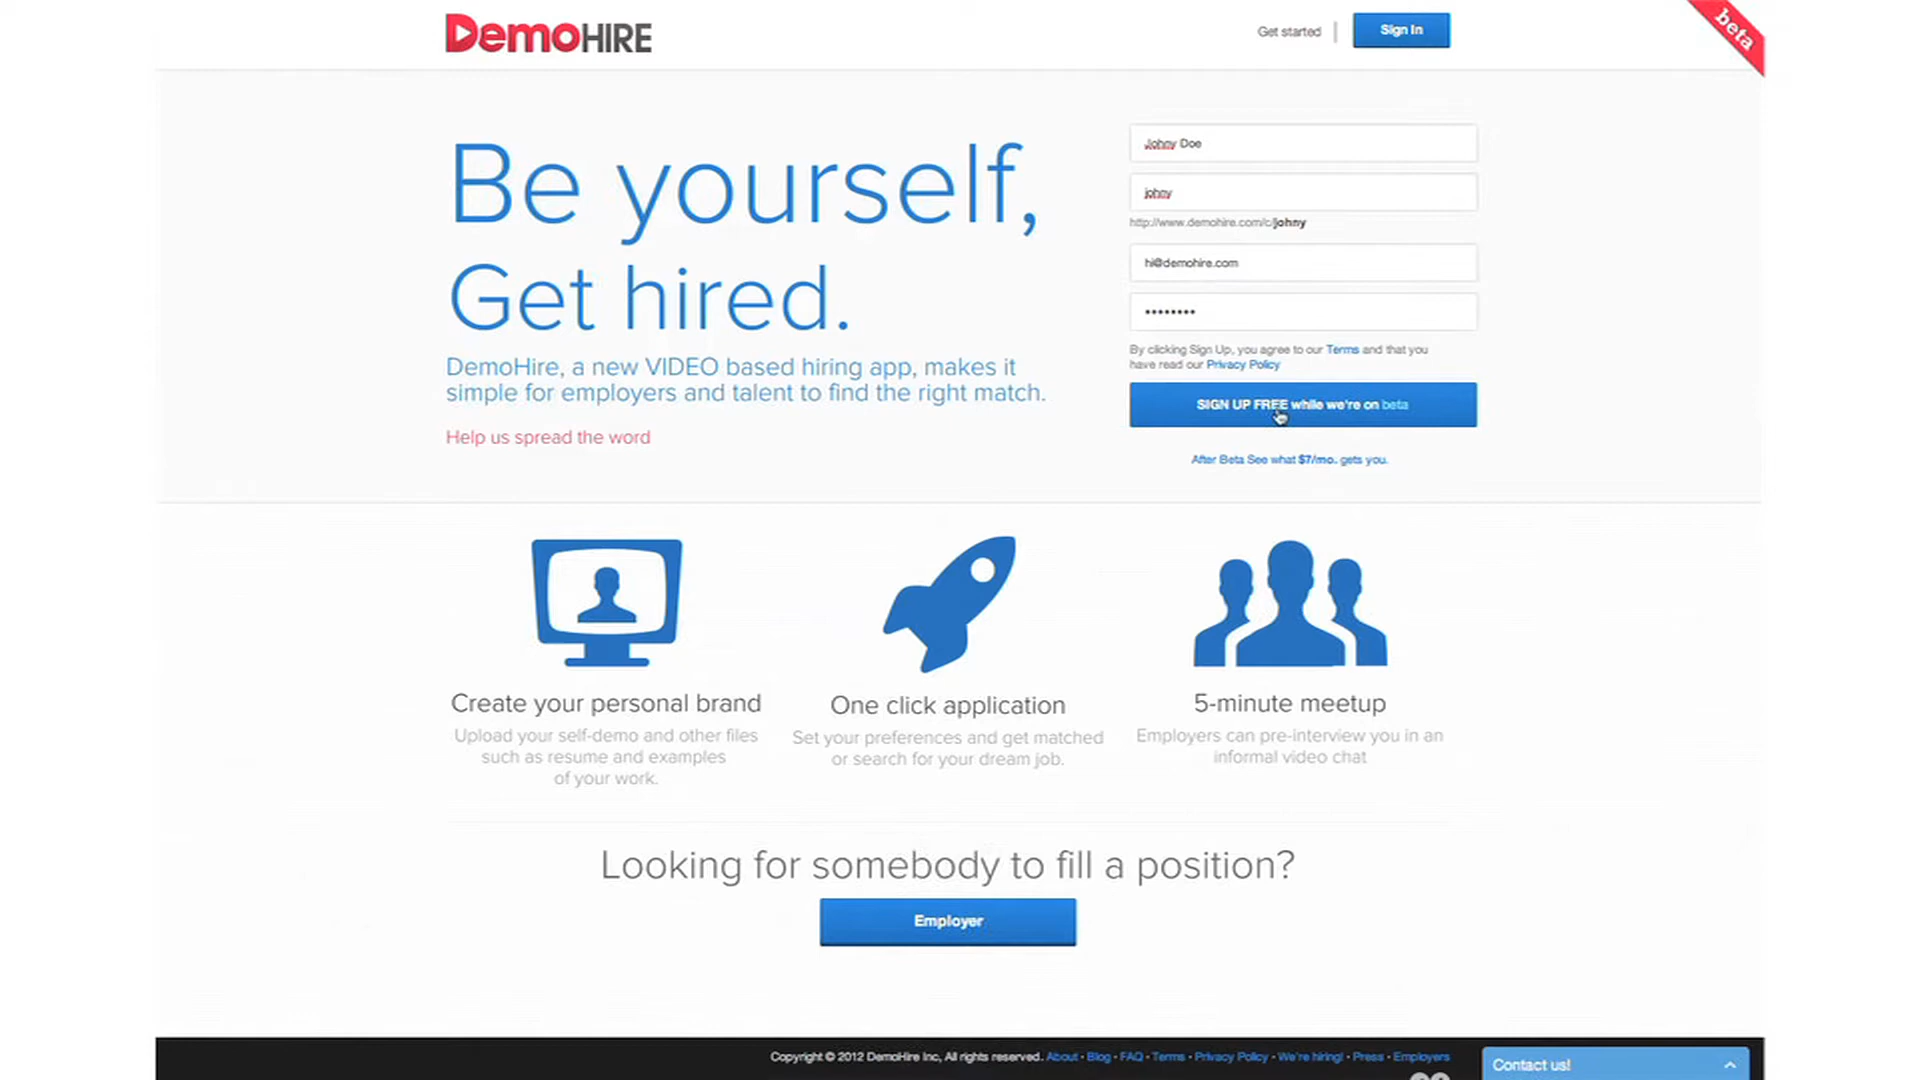 DemoHIRE
Get started
Sign In
beta
Be yourself,
Get hired.
DemoHire, a new VIDEO based hiring app, makes it
simple for employers and talent to find the right match.
Help us spread the word
Johny Doe
johny
http://www.demohire.com/c/johny
hi@demohire.com
••••••••
By clicking Sign Up, you agree to our Terms and that you
have read our Privacy Policy
SIGN UP FREE while we're on beta
After Beta See what $7/mo. gets you.
Create your personal brand
Upload your self-demo and other files
such as resume and examples
of your work.
One click application
Set your preferences and get matched
or search for your dream job.
5-minute meetup
Employers can pre-interview you in an
informal video chat
Looking for somebody to fill a position?
Employer
Copyright © 2012 DemoHire Inc, All rights reserved. About · Blog · FAQ · Terms · Privacy Policy · We're hiring! · Press · Employers
Contact us!